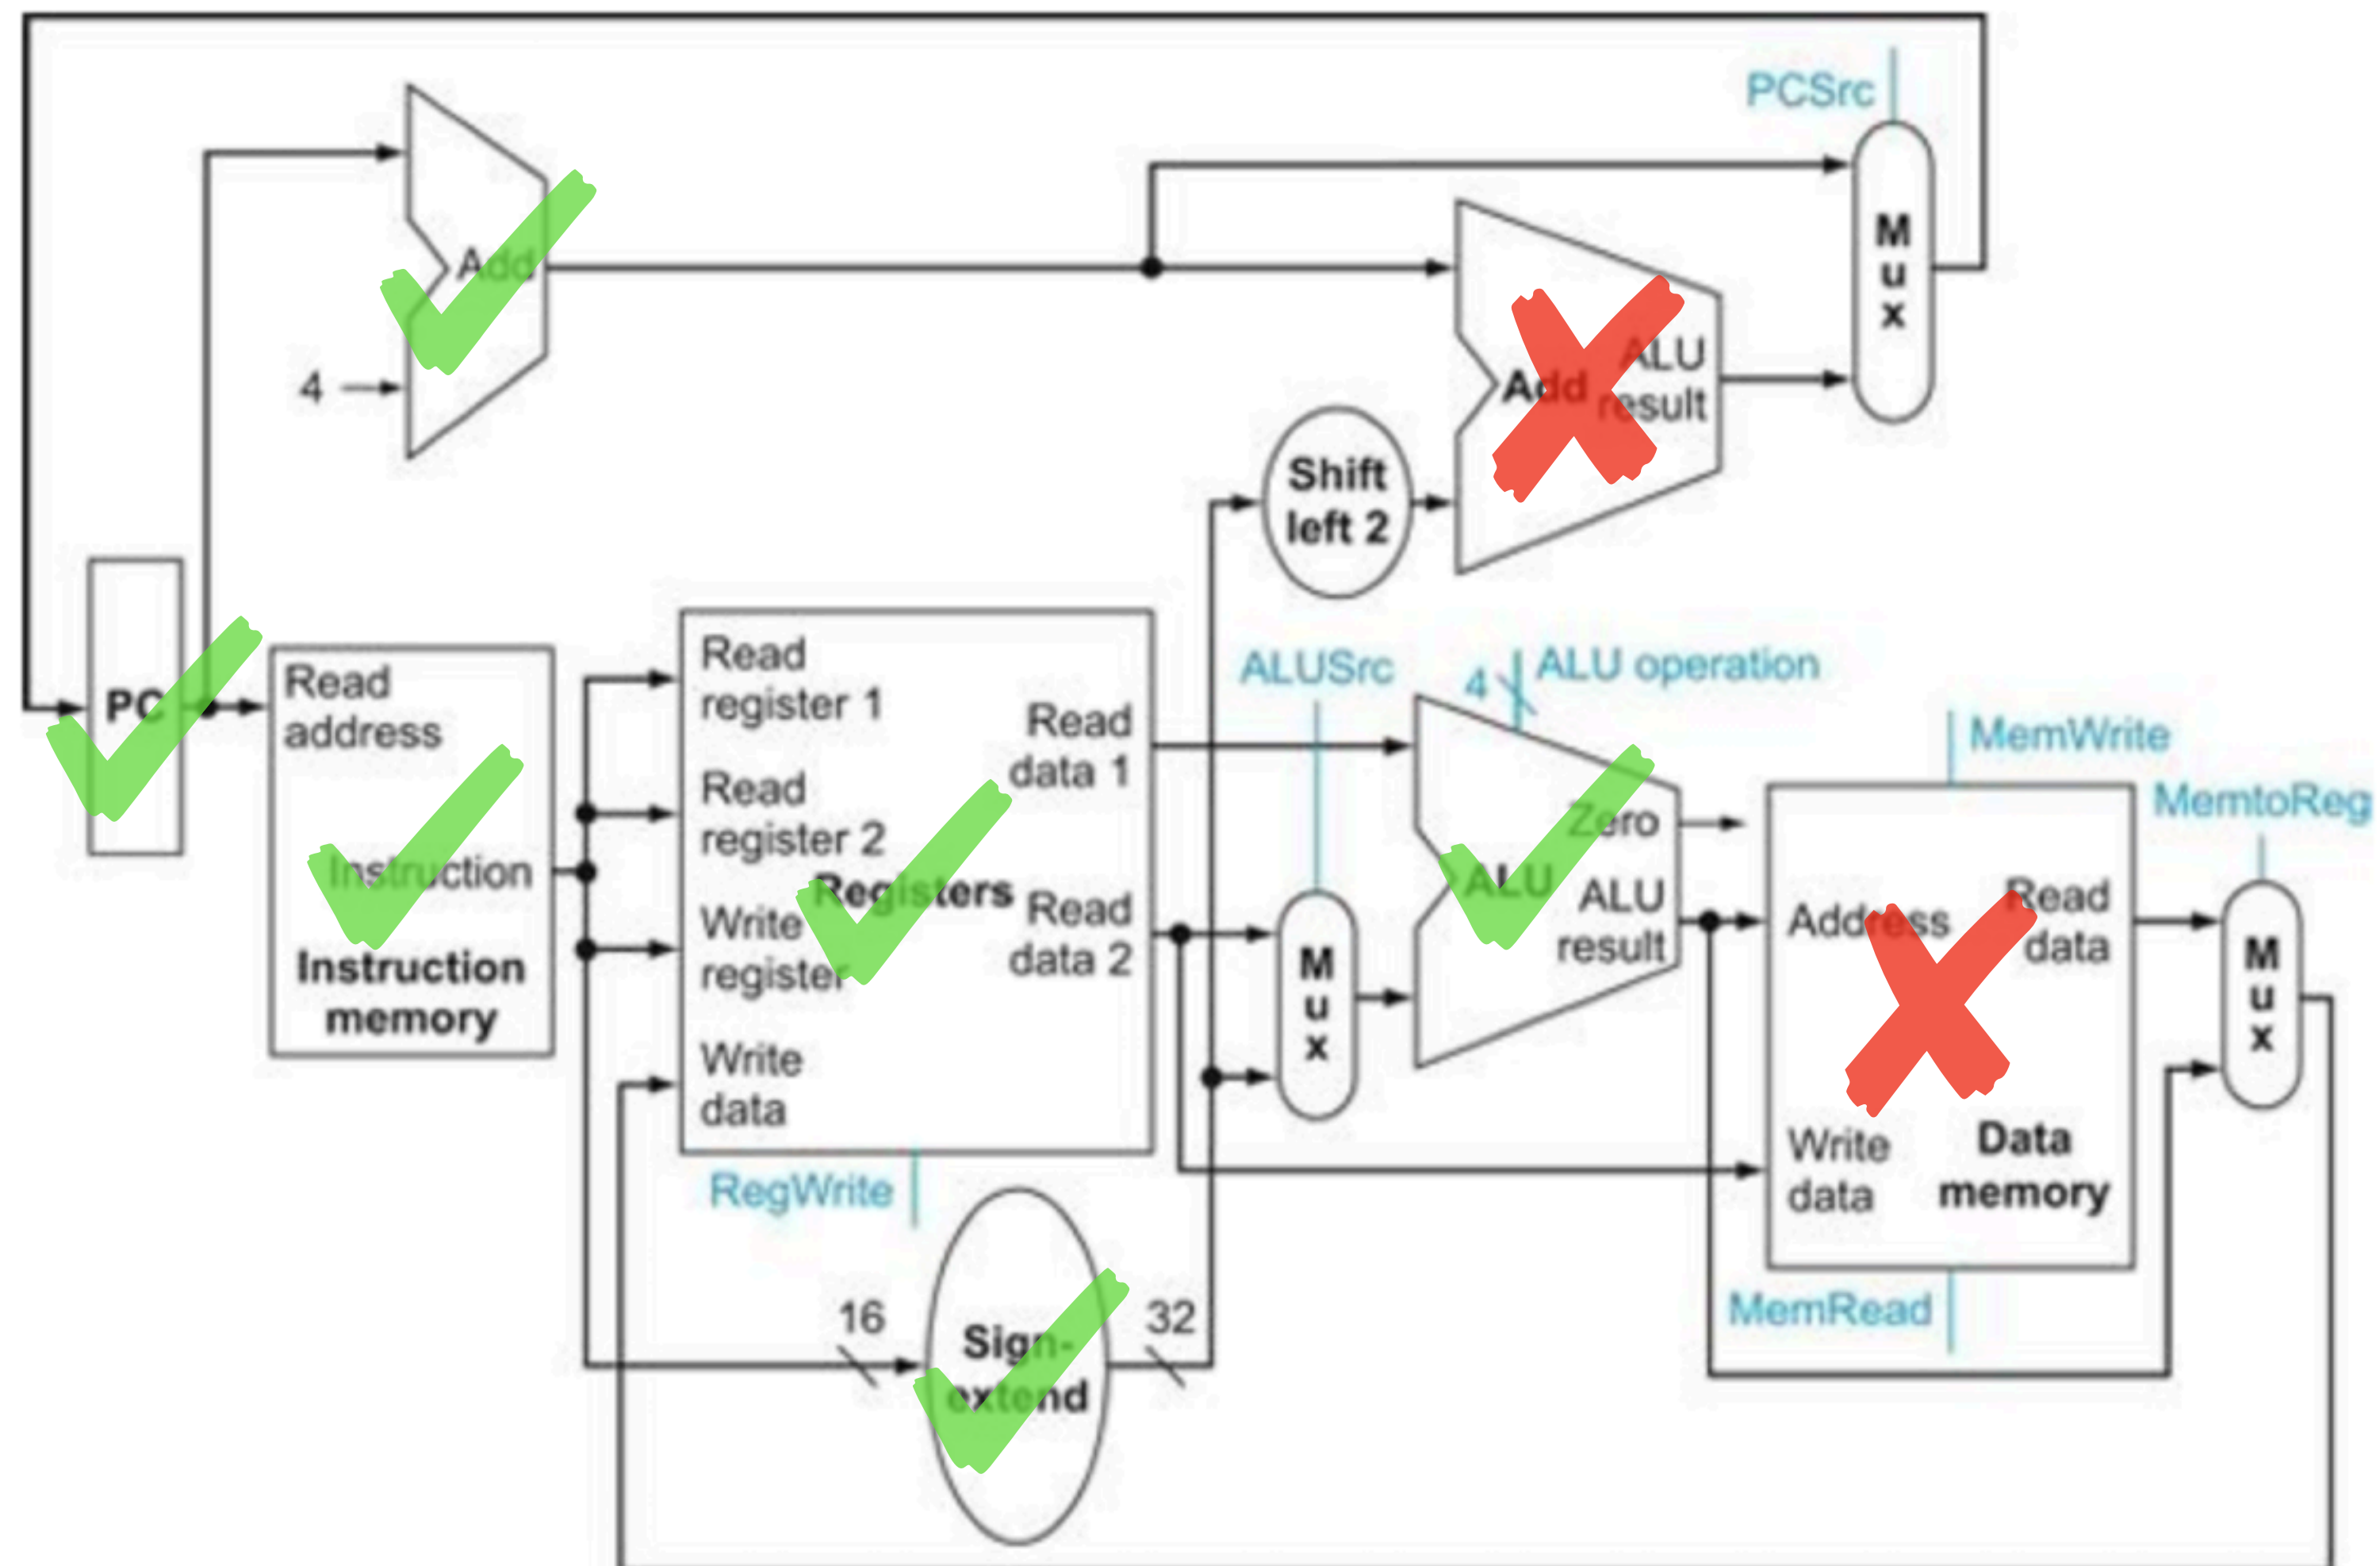 PCSrc
Add
4
M
u
x
Add
ALU
result
Shift
left 2
PC
Read
address
Instruction
Instruction
memory
Read
register 1
Read
register 2
Registers
Write
register
Write
data
Read
data 1
Read
data 2
RegWrite
16
Sign-
extend
32
ALUSrc
M
u
x
4
ALU operation
Zero
ALU
ALU
result
MemWrite
Address
Read
data
Write
data
Data
memory
MemRead
MemtoReg
M
u
x